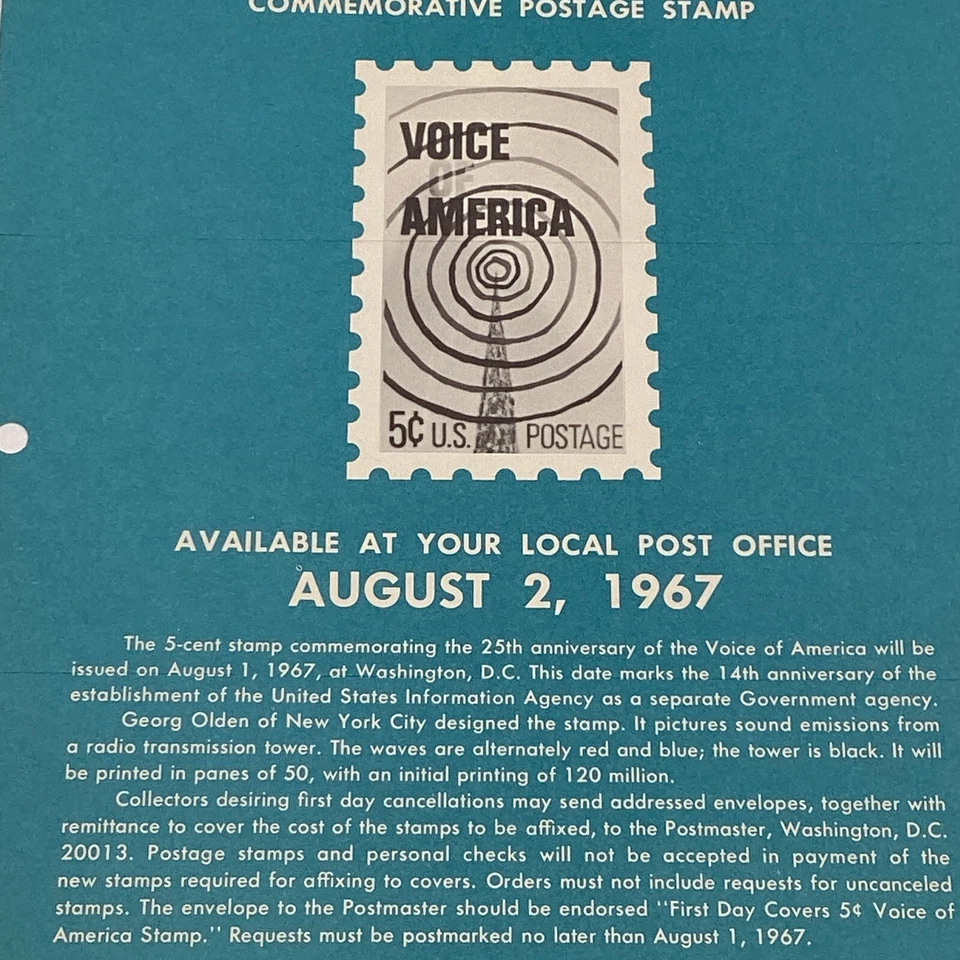 COMMEMORATIVE POSTAGE STAMP
VOICE
OF
AMERICA
5¢ U.S. POSTAGE
AVAILABLE AT YOUR LOCAL POST OFFICE
AUGUST 2, 1967
The 5-cent stamp commemorating the 25th anniversary of the Voice of America will be
issued on August 1, 1967, at Washington, D.C. This date marks the 14th anniversary of the
establishment of the United States Information Agency as a separate Government agency.
Georg Olden of New York City designed the stamp. It pictures sound emissions from
a radio transmission tower. The waves are alternately red and blue; the tower is black. It will
be printed in panes of 50, with an initial printing of 120 million.
Collectors desiring first day cancellations may send addressed envelopes, together with
remittance to cover the cost of the stamps to be affixed, to the Postmaster, Washington, D.C.
20013. Postage stamps and personal checks will not be accepted in payment of the
new stamps required for affixing to covers. Orders must not include requests for uncanceled
stamps. The envelope to the Postmaster should be endorsed "First Day Covers 5¢ Voice of
America Stamp." Requests must be postmarked no later than August 1, 1967.